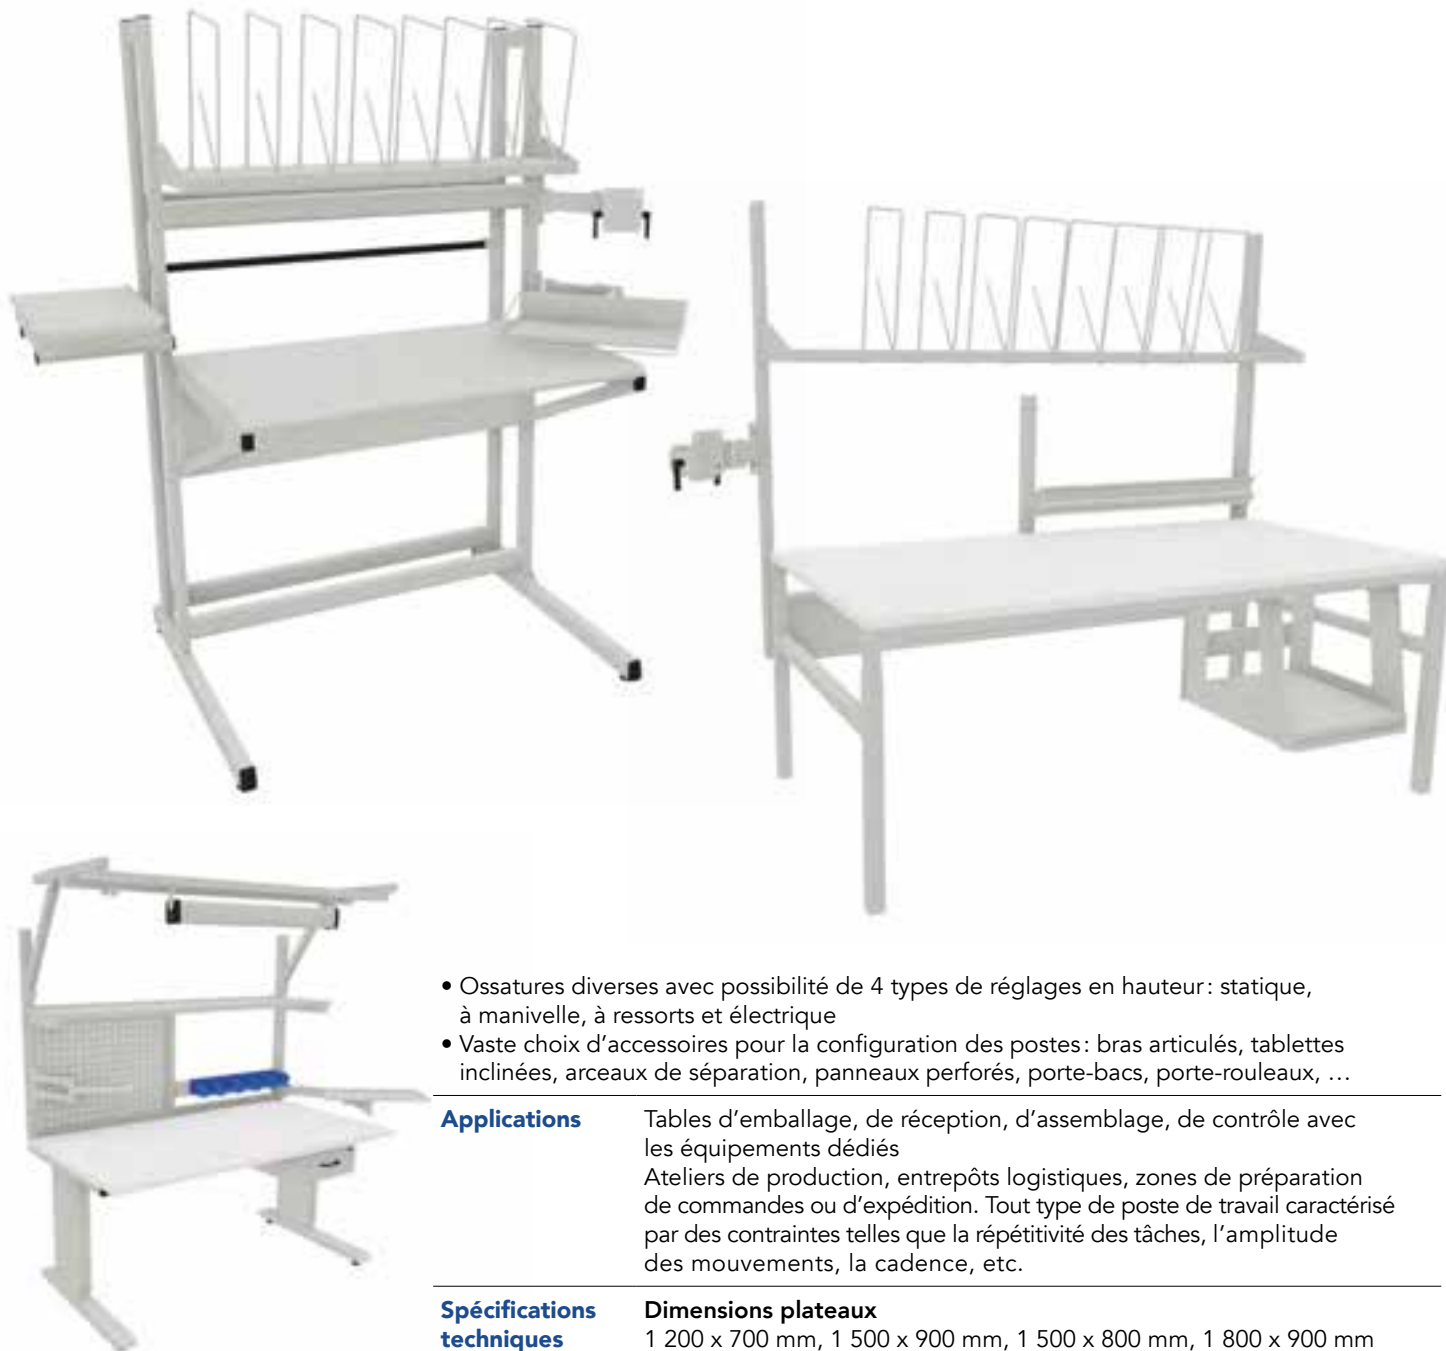 • Ossatures diverses avec possibilité de 4 types de réglages en hauteur : statique,
à manivelle, à ressorts et électrique
• Vaste choix d’accessoires pour la configuration des postes : bras articulés, tablettes
inclinées, arceaux de séparation, panneaux perforés, porte-bacs, porte-rouleaux, …
Applications
Tables d’emballage, de réception, d’assemblage, de contrôle avec
les équipements dédiés
Ateliers de production, entrepôts logistiques, zones de préparation
de commandes ou d’expédition. Tout type de poste de travail caractérisé
par des contraintes telles que la répétitivité des tâches, l’amplitude
des mouvements, la cadence, etc.
Spécifications
techniques
Dimensions plateaux
1 200 x 700 mm, 1 500 x 900 mm, 1 500 x 800 mm, 1 800 x 900 mm